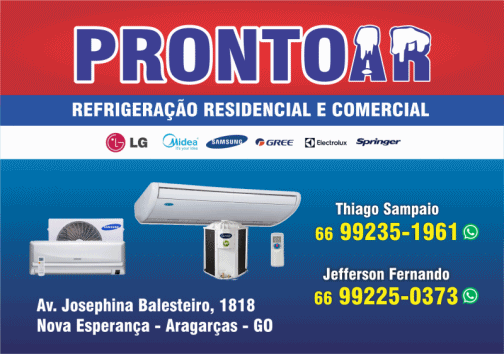 PRONTOAR
REFRIGERAÇÃO RESIDENCIAL E COMERCIAL
LG Midea SAMSUNG GREE Electrolux Springer
Thiago Sampaio
66 99235-1961
Jefferson Fernando
66 99225-0373
Av. Josephina Balesteiro, 1818
Nova Esperança - Aragarças - GO